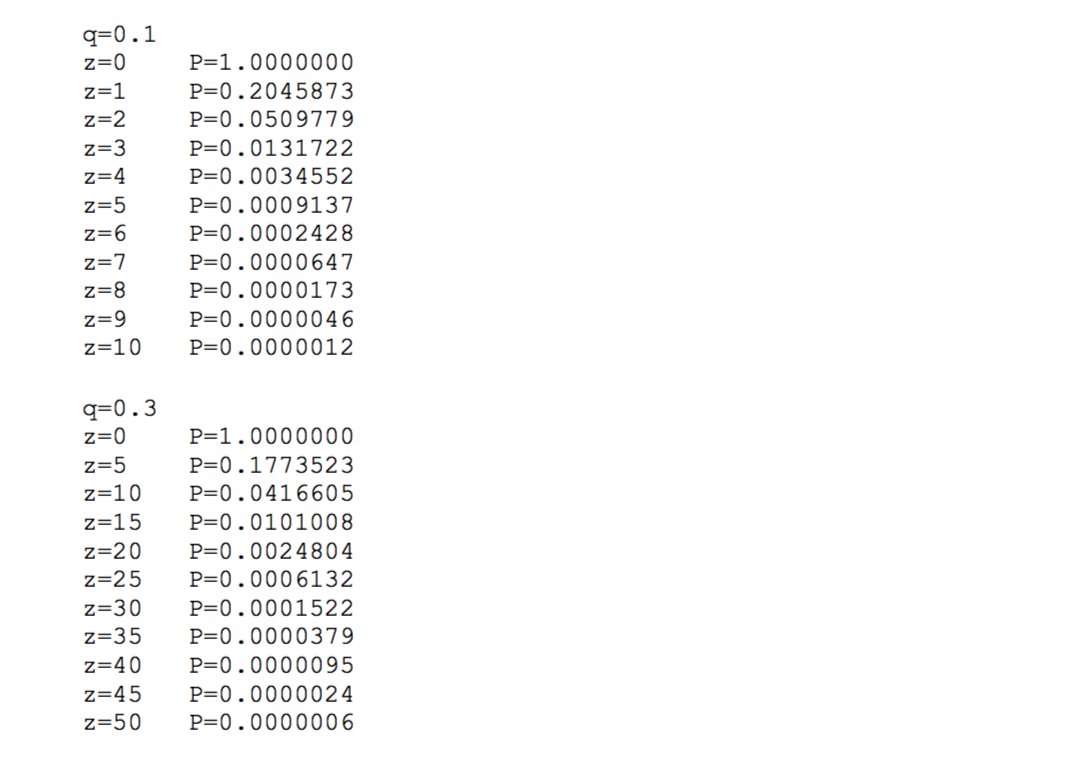 q=0.1
z=0 P=1.0000000
z=1 P=0.2045873
z=2 P=0.0509779
z=3 P=0.0131722
z=4 P=0.0034552
z=5 P=0.0009137
z=6 P=0.0002428
z=7 P=0.0000647
z=8 P=0.0000173
z=9 P=0.0000046
z=10 P=0.0000012
q=0.3
z=0 P=1.0000000
z=5 P=0.1773523
z=10 P=0.0416605
z=15 P=0.0101008
z=20 P=0.0024804
z=25 P=0.0006132
z=30 P=0.0001522
z=35 P=0.0000379
z=40 P=0.0000095
z=45 P=0.0000024
z=50 P=0.0000006